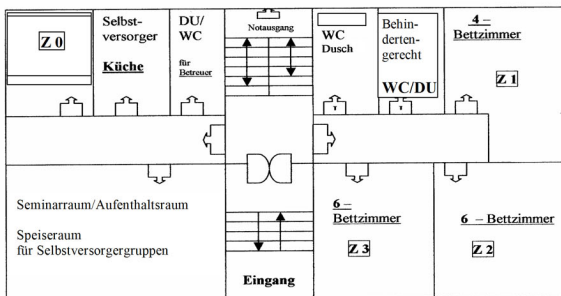 Z 0
Selbst-
versorger
Küche
DU/
WC
für
Betreuer
Notausgang
WC
Dusch
Behin
derten-
gerecht
WC/DU
4 –
Bettzimmer
Z 1
Seminarraum/Aufenthaltsraum
Speiseraum
für Selbstversorgergruppen
Eingang
6 –
Bettzimmer
Z 3
6 – Bettzimmer
Z 2